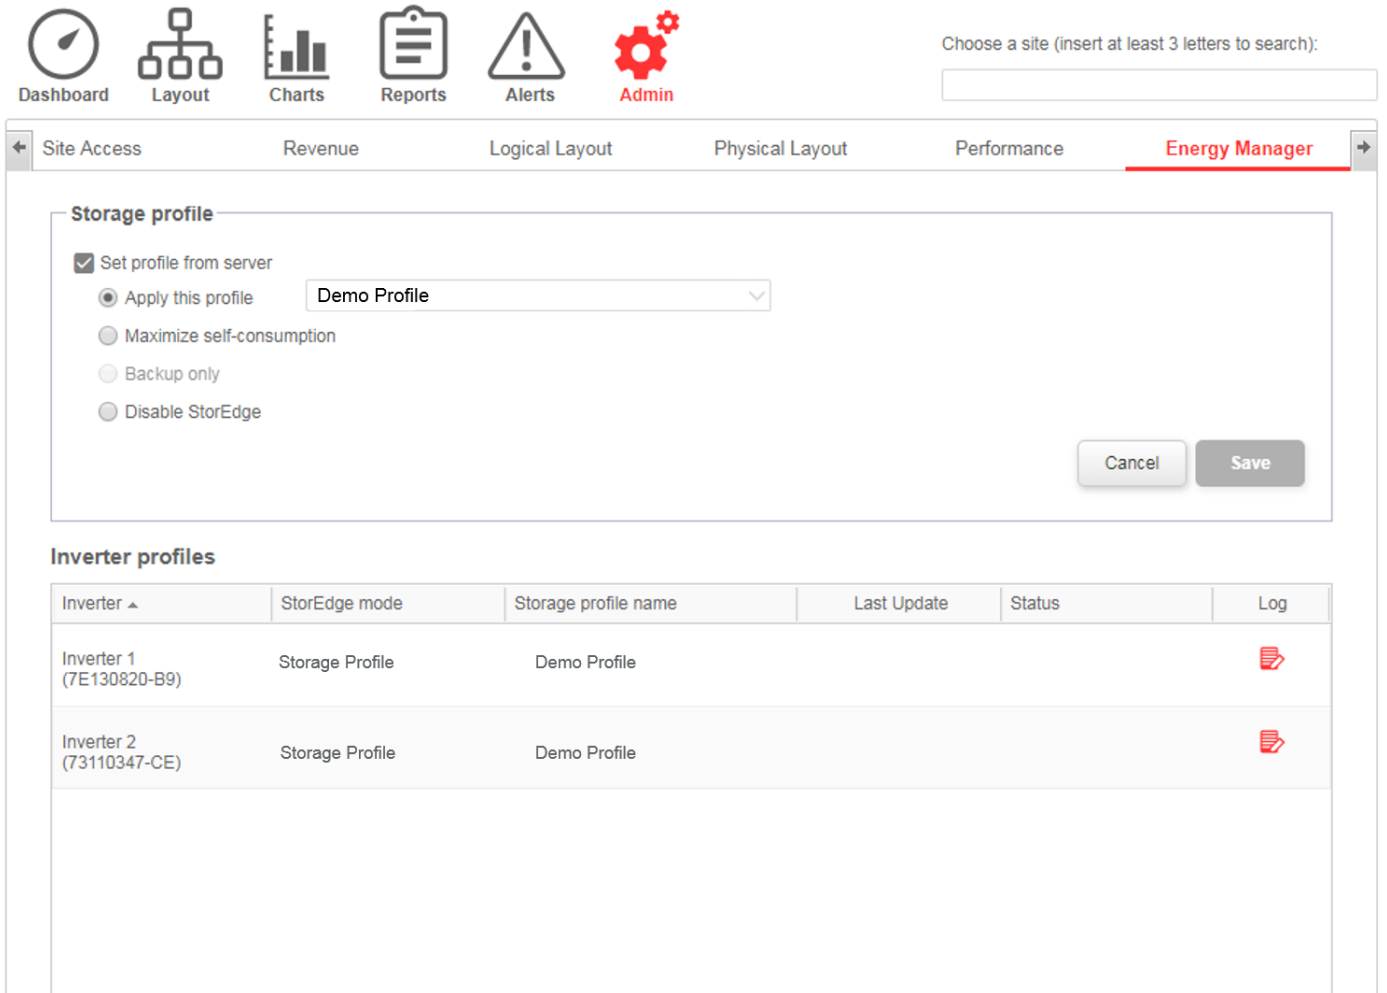 Dashboard Layout Charts Reports Alerts Admin
Choose a site (insert at least 3 letters to search):
Site Access Revenue Logical Layout Physical Layout Performance Energy Manager
Storage profile
Set profile from server
Apply this profile Demo Profile
Maximize self-consumption
Backup only
Disable StorEdge
Cancel Save
Inverter profiles
Inverter StorEdge mode Storage profile name Last Update Status Log
Inverter 1
(7E130820-B9) Storage Profile Demo Profile
Inverter 2
(73110347-CE) Storage Profile Demo Profile